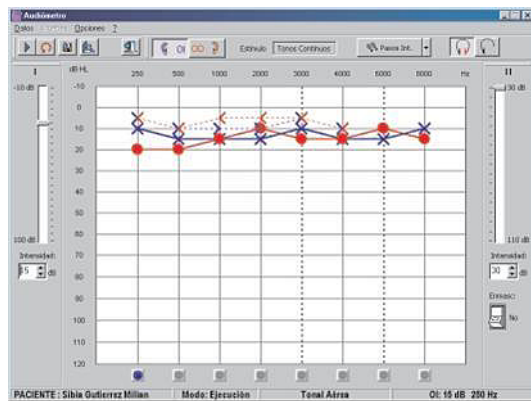 Audiómetro
Datos Opciones ?
Estímulo Tonos Continuos Pasos Int.
I dB-HL 250 500 1000 2000 3000 4000 5000 8000 Hz II
-10 dB -10 30 dB
0
10
20
30
40
50
60
70
100 dB 110 dB
Intensidad: 80 Intensidad:
15 dB 90 30 dB
100 Enmasc:
110 No
120
PACIENTE : Sibia Gutierrez Milian Modo: Ejecución Tonal Aérea OI: 15 dB 250 Hz